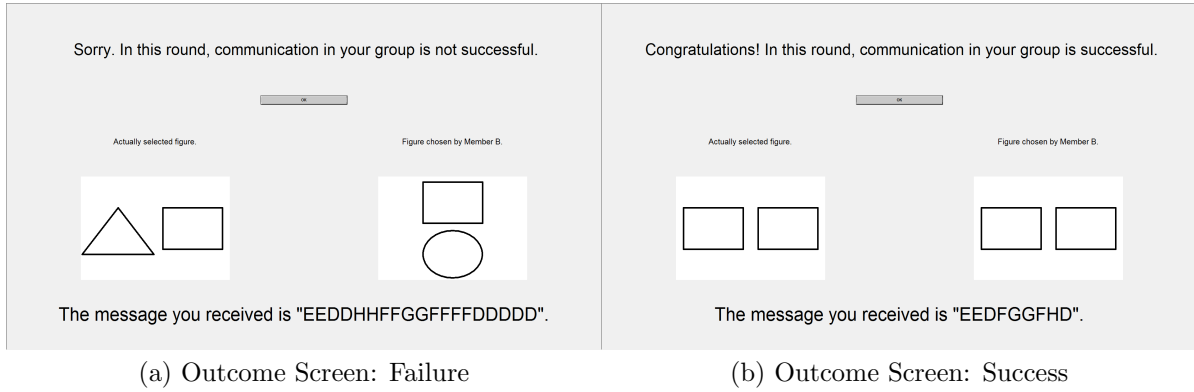 Sorry. In this round, communication in your group is not successful.
OK
Actually selected figure.
Figure chosen by Member B.
The message you received is "EEDDHHFFGGFFFFDDDDD".
(a) Outcome Screen: Failure
Congratulations! In this round, communication in your group is successful.
OK
Actually selected figure.
Figure chosen by Member B.
The message you received is "EEDFGGFHD".
(b) Outcome Screen: Success